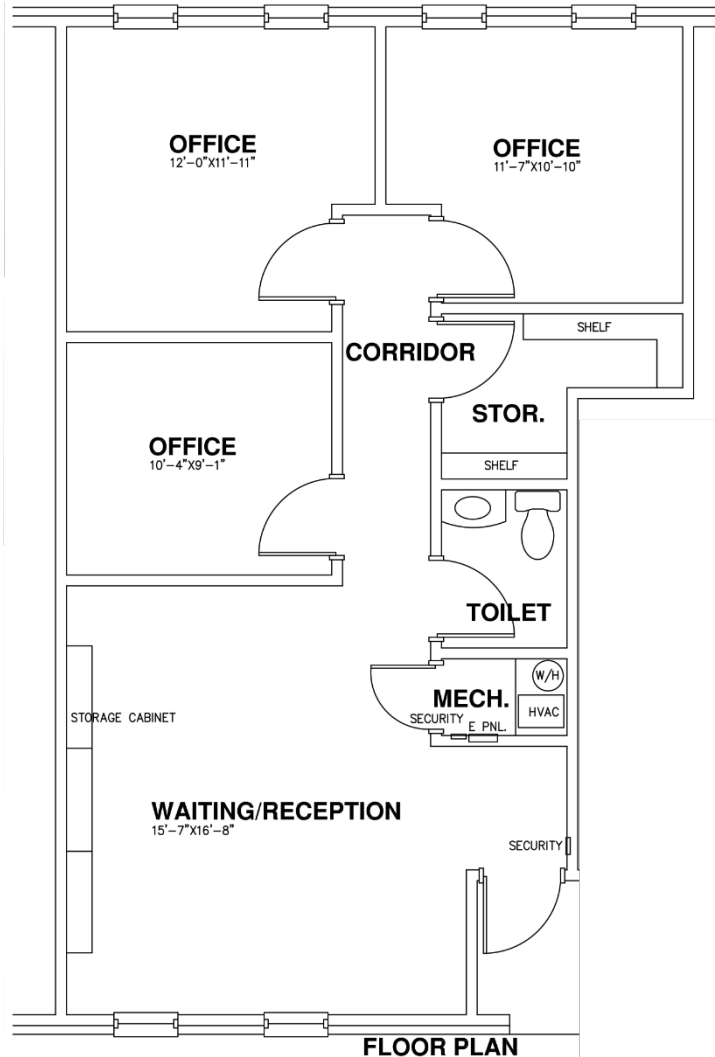 OFFICE
12'-0"X11'-11"
OFFICE
11'-7"X10'-10"
SHELF
CORRIDOR
STOR.
OFFICE
10'-4"X9'-1"
SHELF
TOILET
W/H
MECH.
HVAC
STORAGE CABINET
SECURITY
E PNL.
WAITING/RECEPTION
15'-7"X16'-8"
SECURITY
FLOOR PLAN